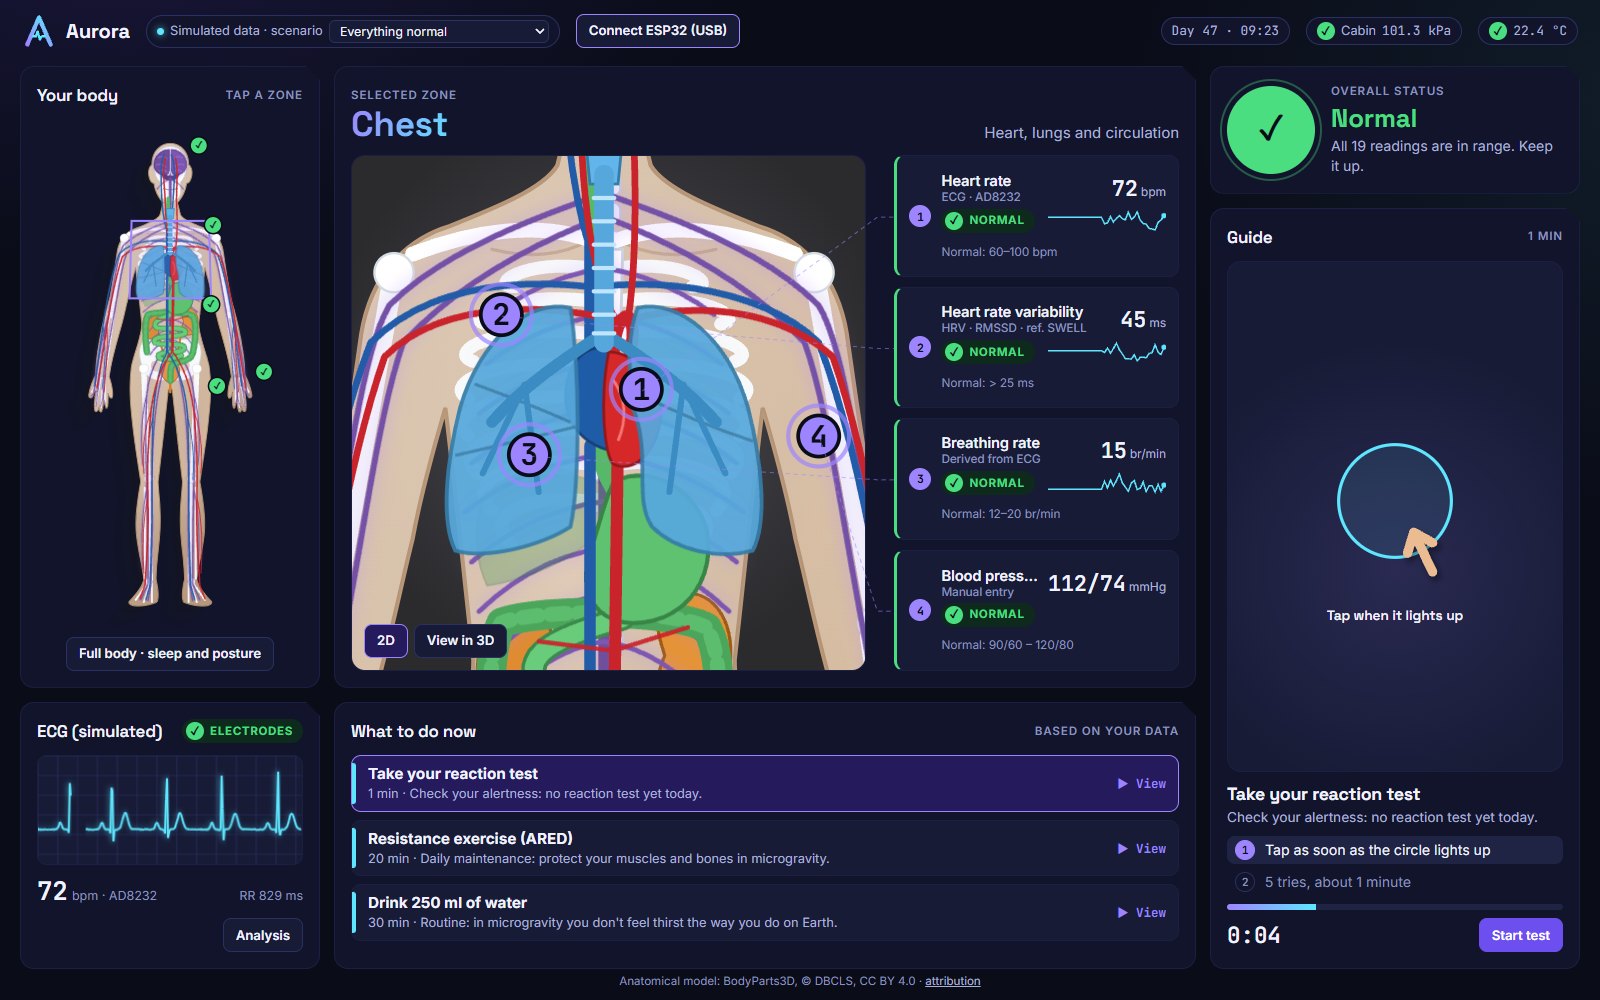 Aurora
Simulated data · scenario
Everything normal
Connect ESP32 (USB)
Day 47 · 09:23
Cabin 101.3 kPa
22.4 °C
Your body
TAP A ZONE
Full body · sleep and posture
SELECTED ZONE
Chest
Heart, lungs and circulation
2
1
3
4
2D
View in 3D
1
Heart rate
72 bpm
ECG · AD8232
NORMAL
Normal: 60–100 bpm
2
Heart rate variability
45 ms
HRV · RMSSD · ref. SWELL
NORMAL
Normal: > 25 ms
3
Breathing rate
15 br/min
Derived from ECG
NORMAL
Normal: 12–20 br/min
4
Blood press...
112/74 mmHg
Manual entry
NORMAL
Normal: 90/60 – 120/80
OVERALL STATUS
Normal
All 19 readings are in range. Keep
it up.
Guide
1 MIN
Tap when it lights up
Take your reaction test
Check your alertness: no reaction test yet today.
1 Tap as soon as the circle lights up
2 5 tries, about 1 minute
0:04
Start test
ECG (simulated)
ELECTRODES
72 bpm · AD8232
RR 829 ms
Analysis
What to do now
BASED ON YOUR DATA
Take your reaction test
1 min · Check your alertness: no reaction test yet today.
View
Resistance exercise (ARED)
20 min · Daily maintenance: protect your muscles and bones in microgravity.
View
Drink 250 ml of water
30 min · Routine: in microgravity you don't feel thirst the way you do on Earth.
View
Anatomical model: BodyParts3D, © DBCLS, CC BY 4.0 · attribution